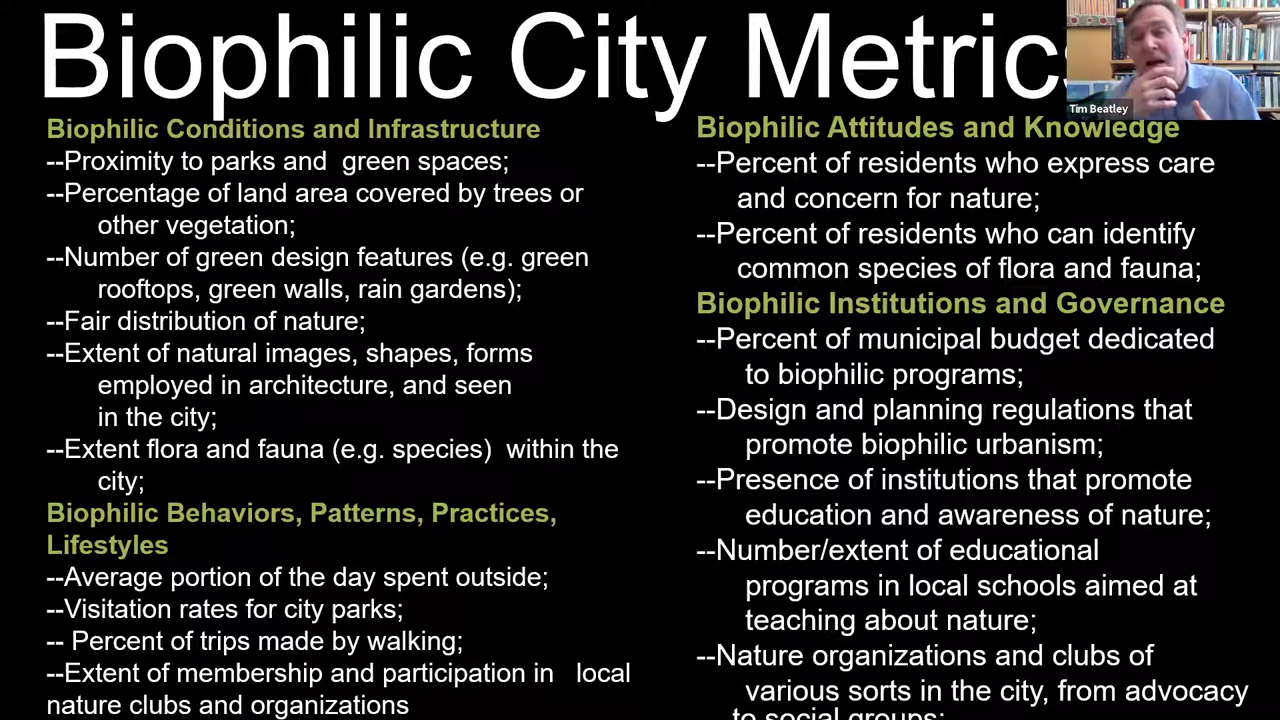 Biophilic City Metrics
Tim Beatley
Biophilic Conditions and Infrastructure
--Proximity to parks and green spaces;
--Percentage of land area covered by trees or
other vegetation;
--Number of green design features (e.g. green
rooftops, green walls, rain gardens);
--Fair distribution of nature;
--Extent of natural images, shapes, forms
employed in architecture, and seen
in the city;
--Extent flora and fauna (e.g. species) within the
city;
Biophilic Behaviors, Patterns, Practices,
Lifestyles
--Average portion of the day spent outside;
--Visitation rates for city parks;
-- Percent of trips made by walking;
--Extent of membership and participation in local
nature clubs and organizations
Biophilic Attitudes and Knowledge
--Percent of residents who express care
and concern for nature;
--Percent of residents who can identify
common species of flora and fauna;
Biophilic Institutions and Governance
--Percent of municipal budget dedicated
to biophilic programs;
--Design and planning regulations that
promote biophilic urbanism;
--Presence of institutions that promote
education and awareness of nature;
--Number/extent of educational
programs in local schools aimed at
teaching about nature;
--Nature organizations and clubs of
various sorts in the city, from advocacy
to social groups;